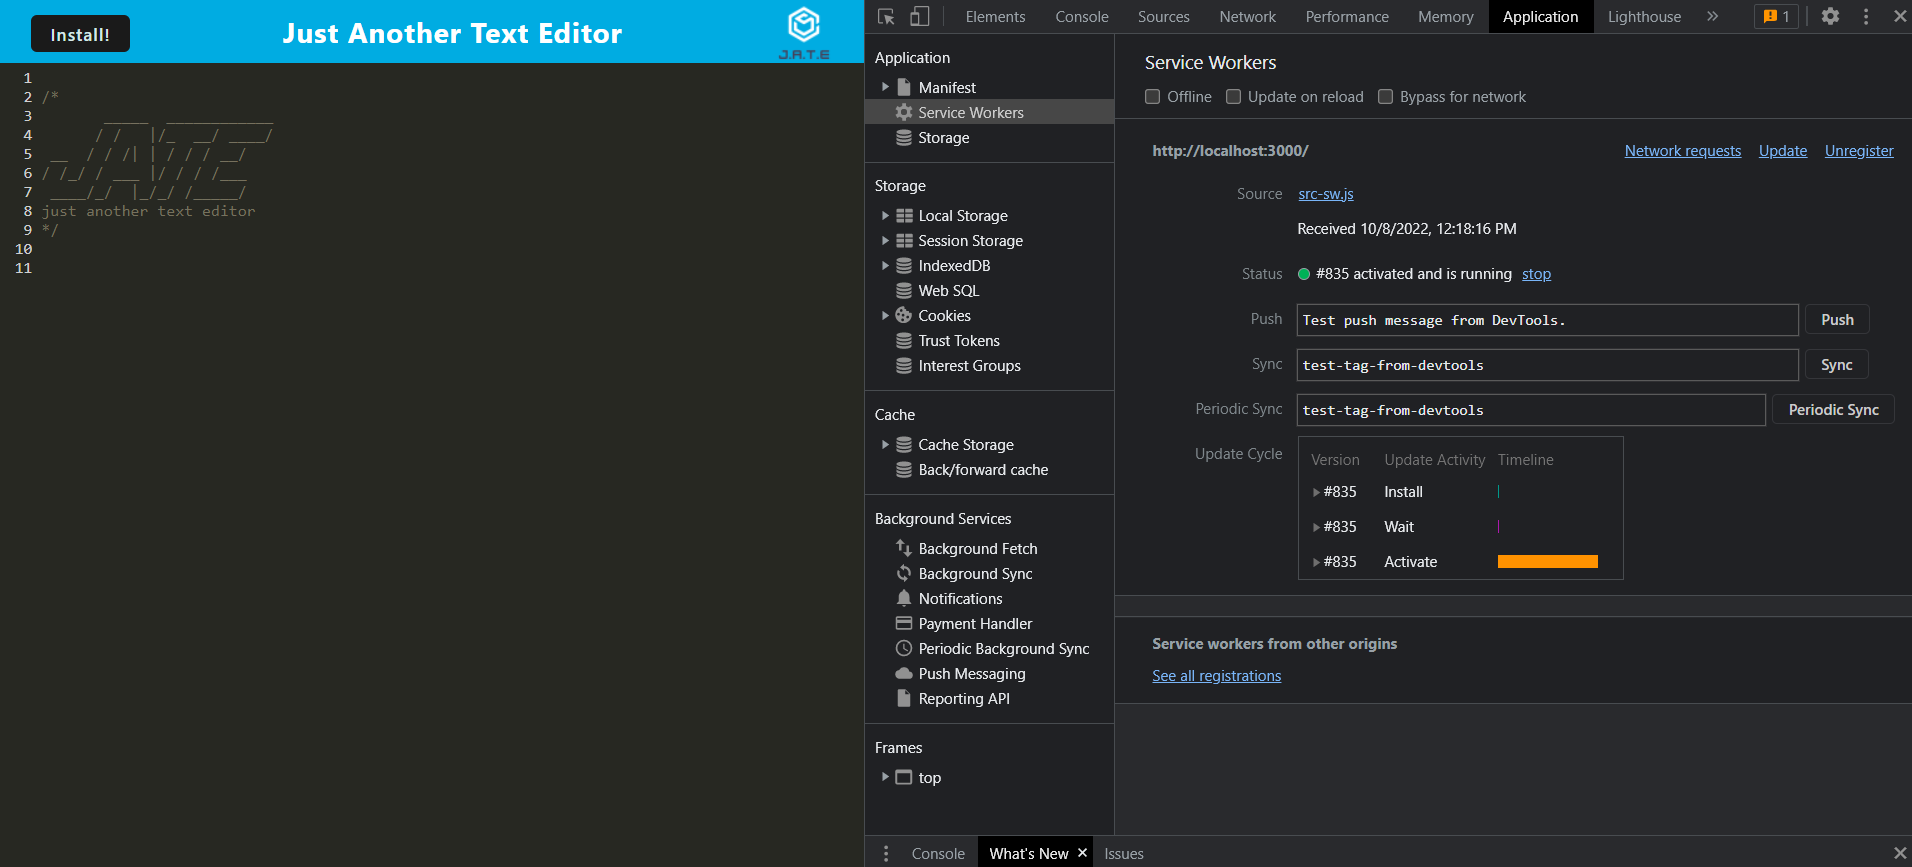 Install!
Just Another Text Editor
J.A.T.E
1
2 /*
3        _____  ____________
4       / /   |/_  __/ ____/
5  __  / / /| | / / / __/
6 / /_/ / ___ |/ / / /___
7  ____/_/  |_/_/ /_____/
8 just another text editor
9 */
10
11
Elements Console Sources Network Performance Memory Application Lighthouse » 1
Application
Manifest
Service Workers
Storage
Storage
Local Storage
Session Storage
IndexedDB
Web SQL
Cookies
Trust Tokens
Interest Groups
Cache
Cache Storage
Back/forward cache
Background Services
Background Fetch
Background Sync
Notifications
Payment Handler
Periodic Background Sync
Push Messaging
Reporting API
Frames
top
Service Workers
Offline Update on reload Bypass for network
http://localhost:3000/ Network requests Update Unregister
Source src-sw.js
Received 10/8/2022, 12:18:16 PM
Status #835 activated and is running stop
Push Test push message from DevTools. Push
Sync test-tag-from-devtools Sync
Periodic Sync test-tag-from-devtools Periodic Sync
Update Cycle Version Update Activity Timeline
#835 Install
#835 Wait
#835 Activate
Service workers from other origins
See all registrations
Console What's New Issues